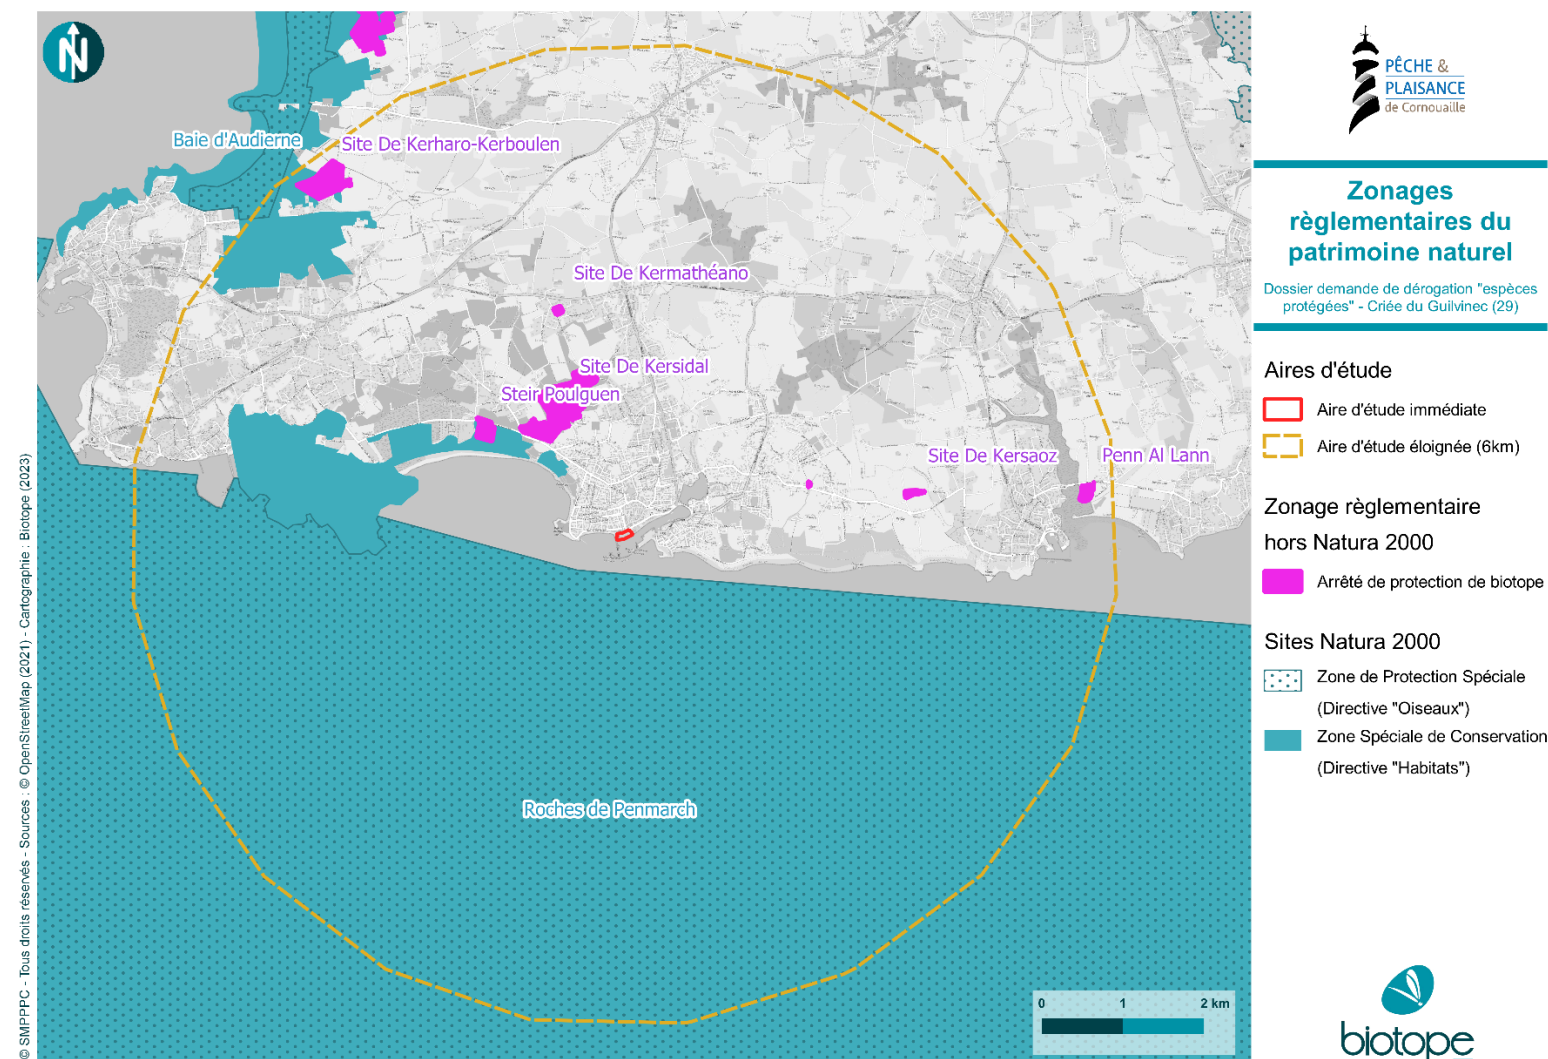 N
Baie d'Audierne
Site De Kerharo-Kerboulen
Site De Kermathéano
Site De Kersidal
Steir Poulguen
Site De Kersaoz
Penn Al Lann
Roches de Penmarch
0 1 2 km
© SMPPPC - Tous droits réservés - Sources : © OpenStreetMap (2021) - Cartographie : Biotope (2023)
PÊCHE &
PLAISANCE
de Cornouaille
Zonages
règlementaires du
patrimoine naturel
Dossier demande de dérogation "espèces
protégées" - Criée du Guilvinec (29)
Aires d'étude
Aire d'étude immédiate
Aire d'étude éloignée (6km)
Zonage règlementaire
hors Natura 2000
Arrêté de protection de biotope
Sites Natura 2000
Zone de Protection Spéciale
(Directive "Oiseaux")
Zone Spéciale de Conservation
(Directive "Habitats")
biotope